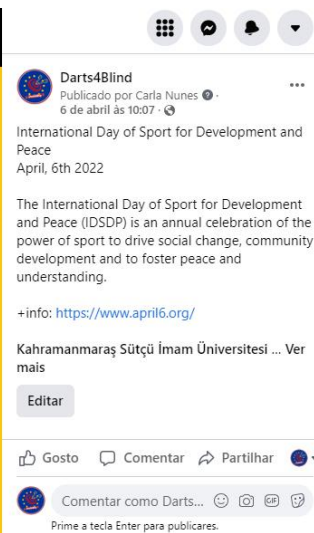 Darts4Blind
Publicado por Carla Nunes ·
6 de abril às 10:07 ·
International Day of Sport for Development and
Peace
April, 6th 2022
The International Day of Sport for Development
and Peace (IDSDP) is an annual celebration of the
power of sport to drive social change, community
development and to foster peace and
understanding.
+info: https://www.april6.org/
Kahramanmaraş Sütçü İmam Üniversitesi ... Ver
mais
Editar
Gosto Comentar Partilhar
Comentar como Darts... GIF
Prime a tecla Enter para publicares.